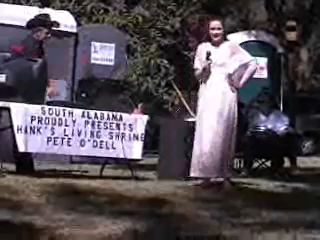 SOUTH ALABAMA
PROUDLY PRESENTS
HANK'S LIVING SHRINE
PETE O'DELL